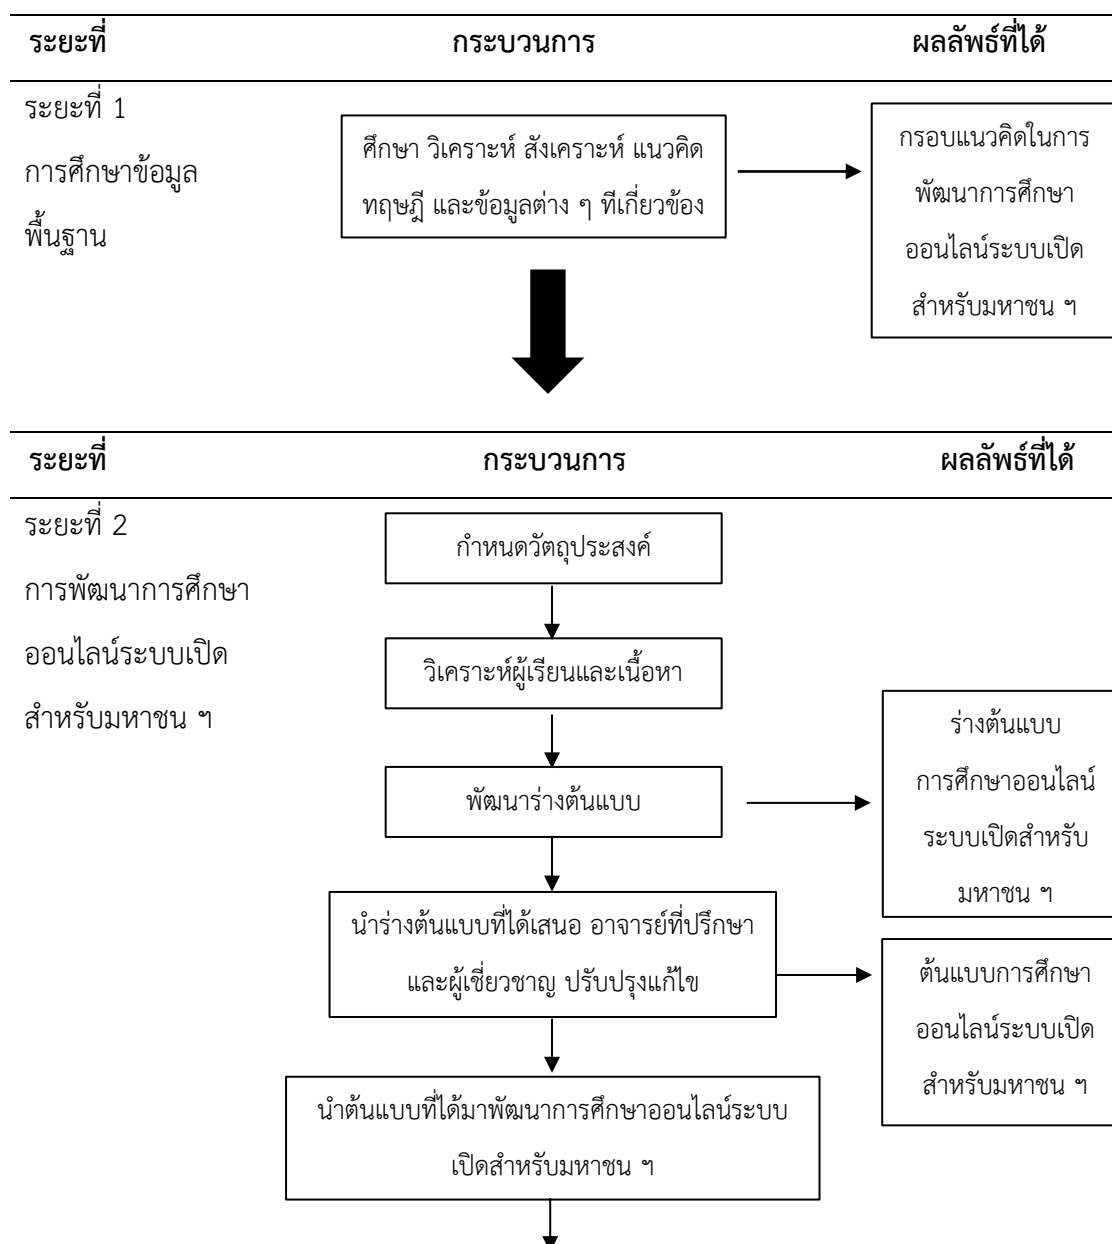 ระยะที่ กระบวนการ ผลลัพธ์ที่ได้
ระยะที่ 1
การศึกษาข้อมูล
พื้นฐาน
ศึกษา วิเคราะห์ สังเคราะห์ แนวคิด
ทฤษฎี และข้อมูลต่าง ๆ ทีเกี่ยวข้อง
กรอบแนวคิดในการ
พัฒนาการศึกษา
ออนไลน์ระบบเปิด
สำหรับมหาชน ฯ
ระยะที่ กระบวนการ ผลลัพธ์ที่ได้
ระยะที่ 2
การพัฒนาการศึกษา
ออนไลน์ระบบเปิด
สำหรับมหาชน ฯ
กำหนดวัตถุประสงค์
วิเคราะห์ผู้เรียนและเนื้อหา
พัฒนาร่างต้นแบบ
ร่างต้นแบบ
การศึกษาออนไลน์
ระบบเปิดสำหรับ
มหาชน ฯ
นำร่างต้นแบบที่ได้เสนอ อาจารย์ที่ปรึกษา
และผู้เชี่ยวชาญ ปรับปรุงแก้ไข
ต้นแบบการศึกษา
ออนไลน์ระบบเปิด
สำหรับมหาชน ฯ
นำต้นแบบที่ได้มาพัฒนาการศึกษาออนไลน์ระบบ
เปิดสำหรับมหาชน ฯ